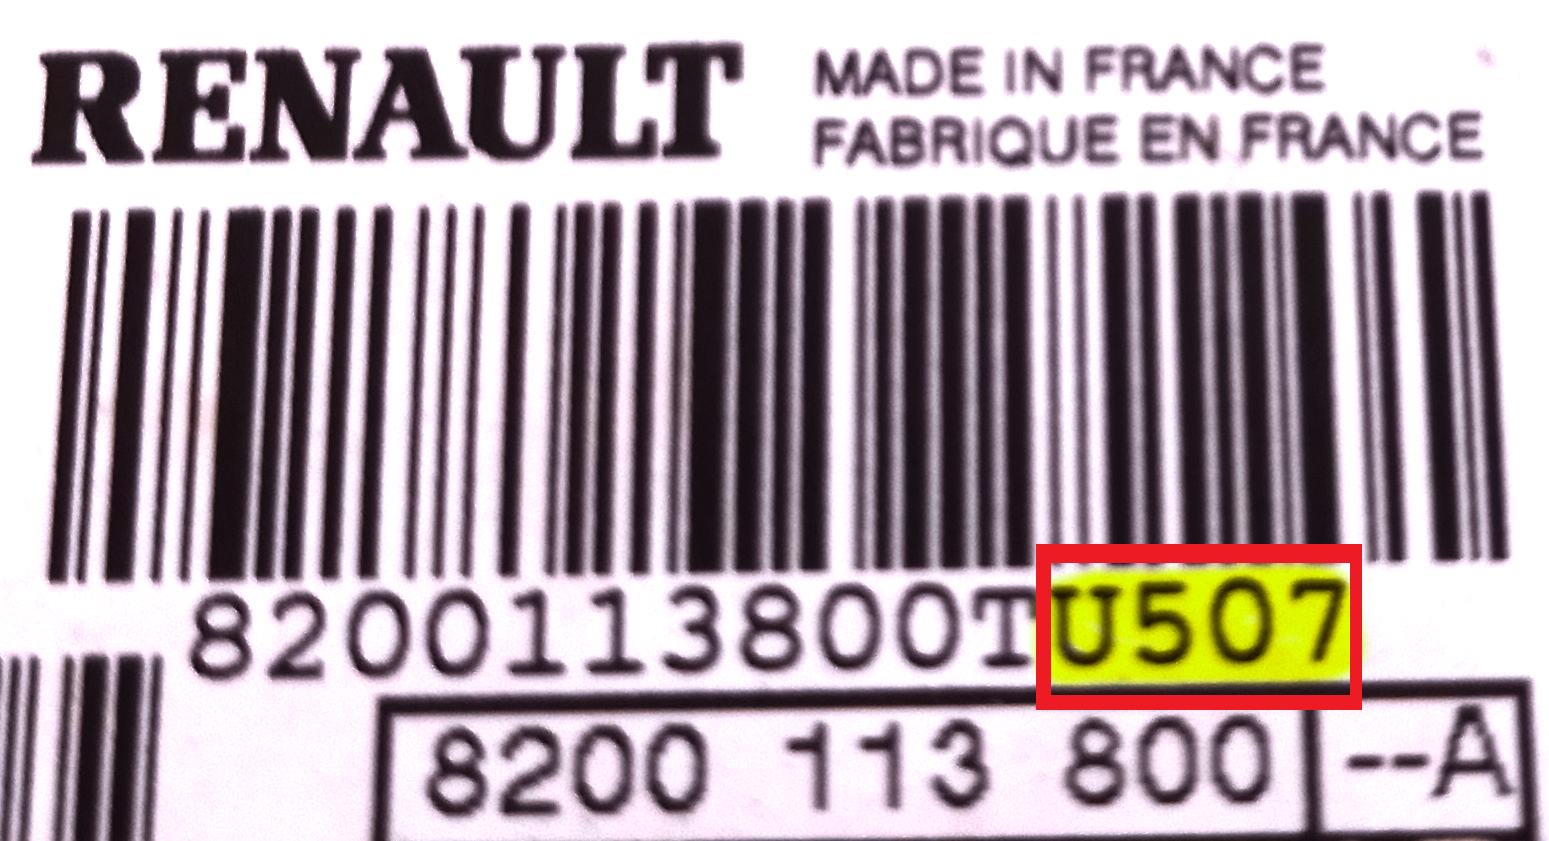 RENAULT
MADE IN FRANCE
FABRIQUE EN FRANCE
8200113800TU507
8200 113 800 --A